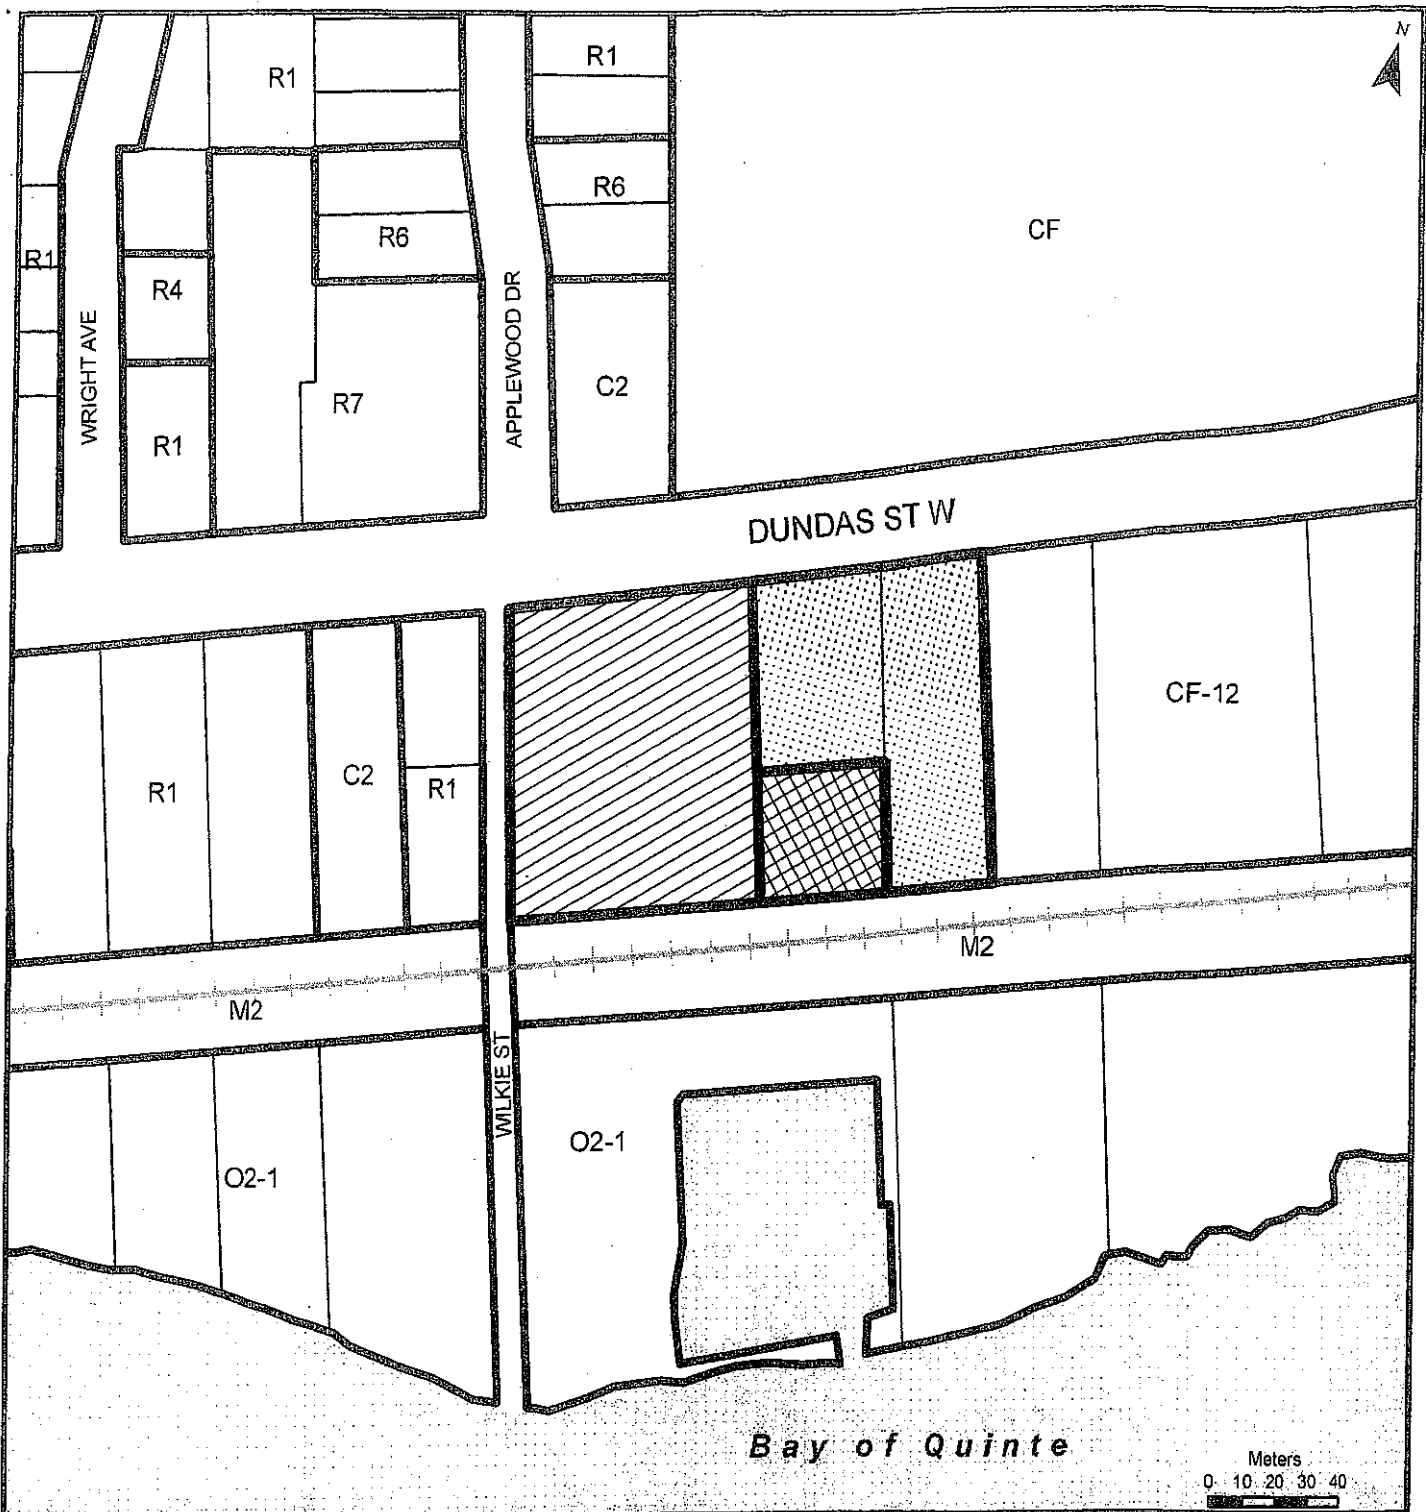 N
R1
R1
R6
CF
R6
R1
R4
APPLEWOOD DR
WRIGHT AVE
C2
R7
R1
DUNDAS ST W
CF-12
C2
R1
R1
M2
M2
WILKIE ST
O2-1
O2-1
Bay of Quinte
Meters
0 10 20 30 40